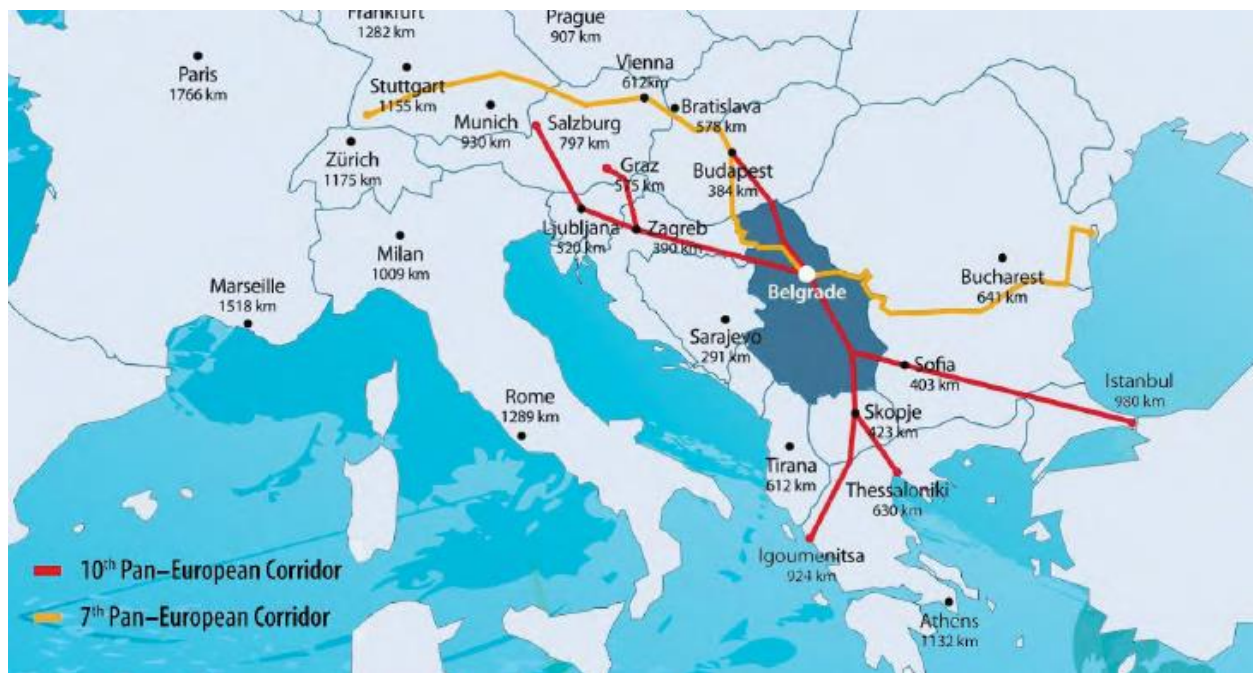 Frankfurt
1282 km
Prague
907 km
Paris
1766 km
Stuttgart
1155 km
Vienna
612km
Munich
930 km
Salzburg
797 km
Bratislava
578 km
Zürich
1175 km
Graz
575 km
Budapest
384 km
Ljubljana
520 km
Zagreb
390 km
Milan
1009 km
Belgrade
Bucharest
641 km
Marseille
1518 km
Sarajevo
291 km
Sofia
403 km
Istanbul
980 km
Rome
1289 km
Skopje
423 km
Tirana
612 km
Thessaloniki
630 km
Igoumenitsa
924 km
Athens
1132 km
10th Pan–European Corridor
7th Pan–European Corridor